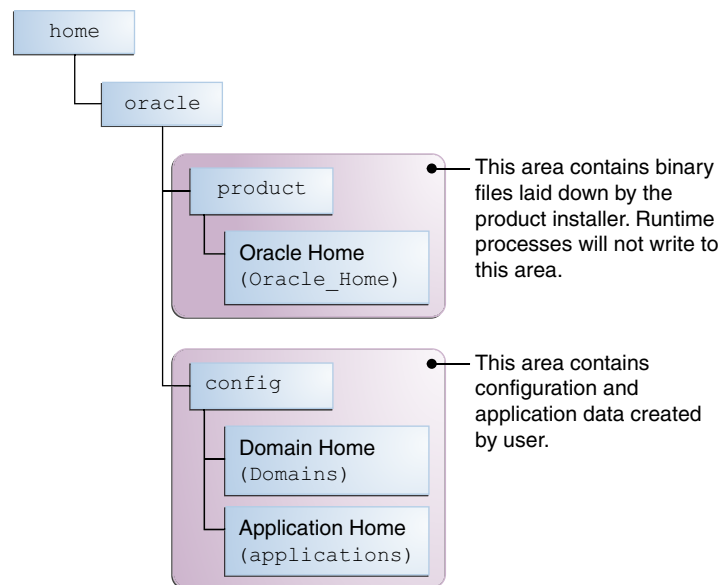 home
oracle
product
Oracle Home
(Oracle_Home)
This area contains binary
files laid down by the
product installer. Runtime
processes will not write to
this area.
config
Domain Home
(Domains)
Application Home
(applications)
This area contains
configuration and
application data created
by user.